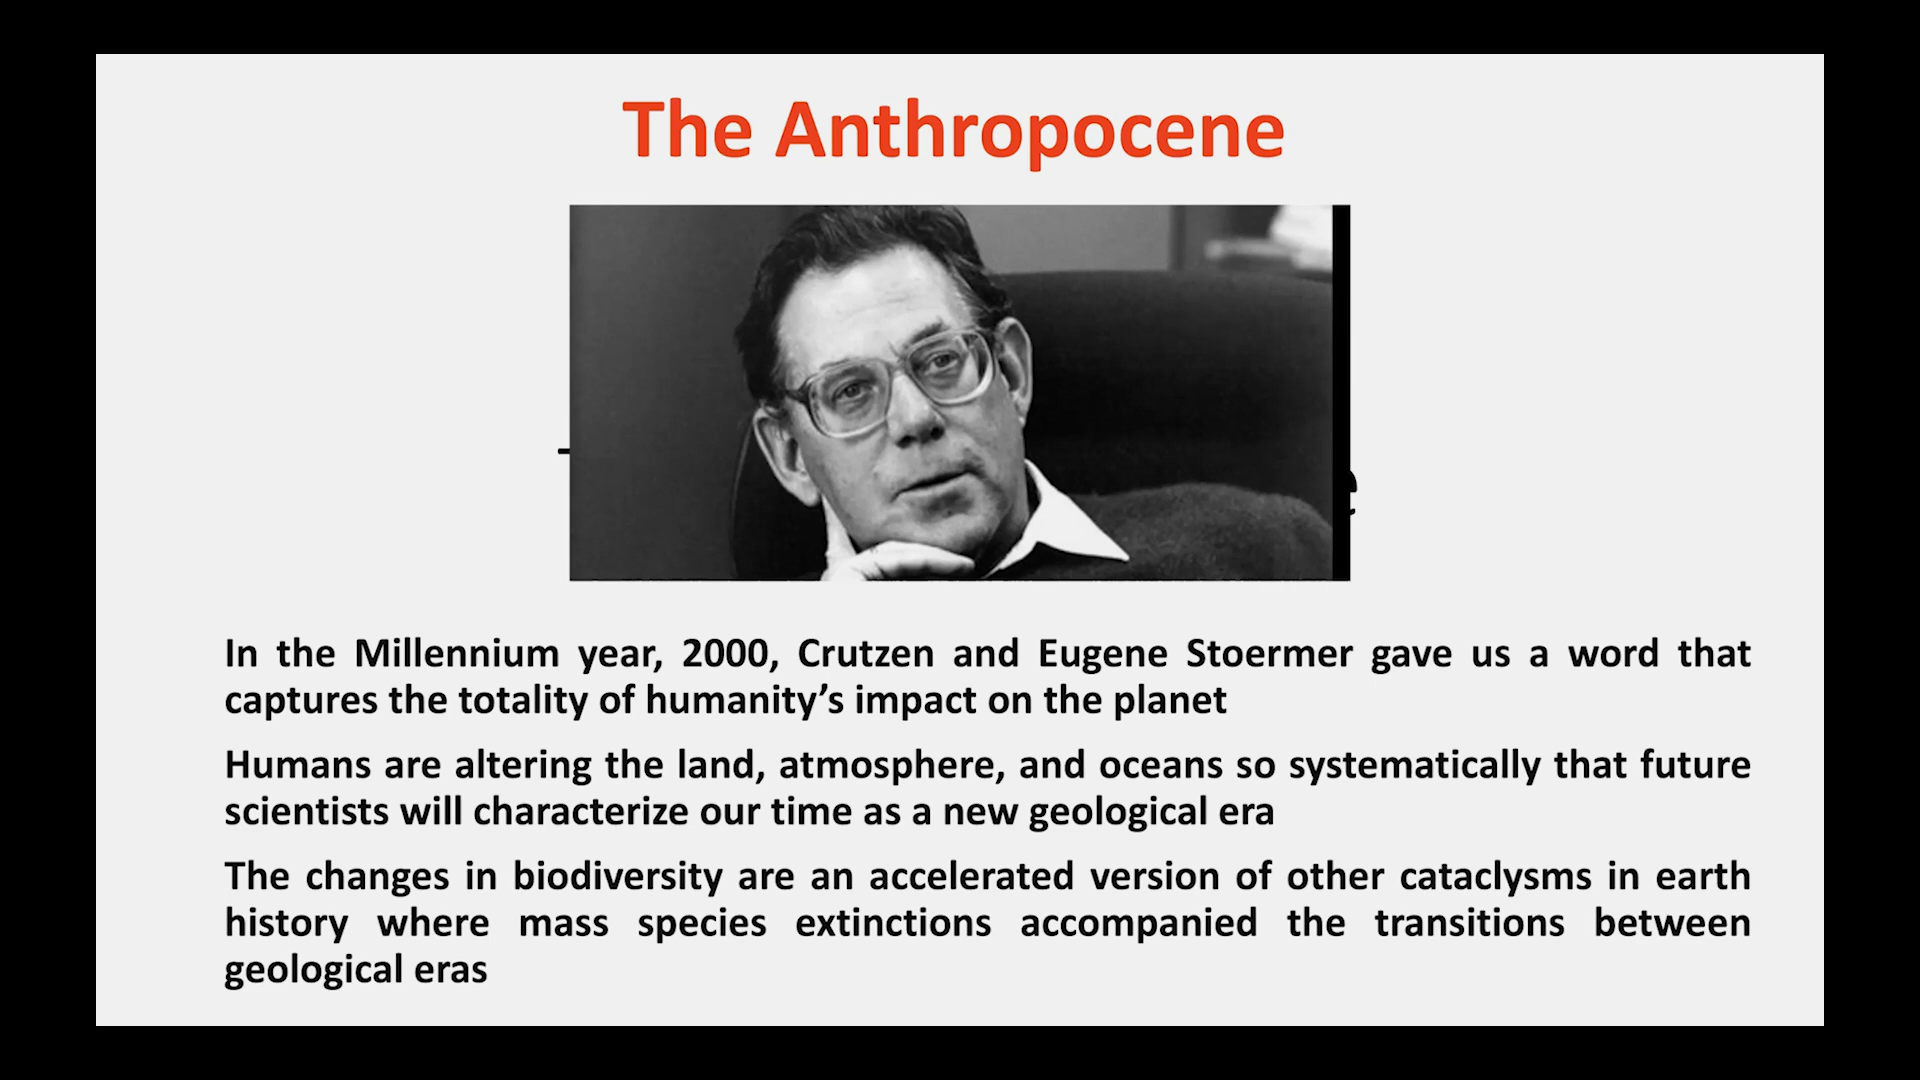 The Anthropocene
In the Millennium year, 2000, Crutzen and Eugene Stoermer gave us a word that
captures the totality of humanity’s impact on the planet
Humans are altering the land, atmosphere, and oceans so systematically that future
scientists will characterize our time as a new geological era
The changes in biodiversity are an accelerated version of other cataclysms in earth
history where mass species extinctions accompanied the transitions between
geological eras